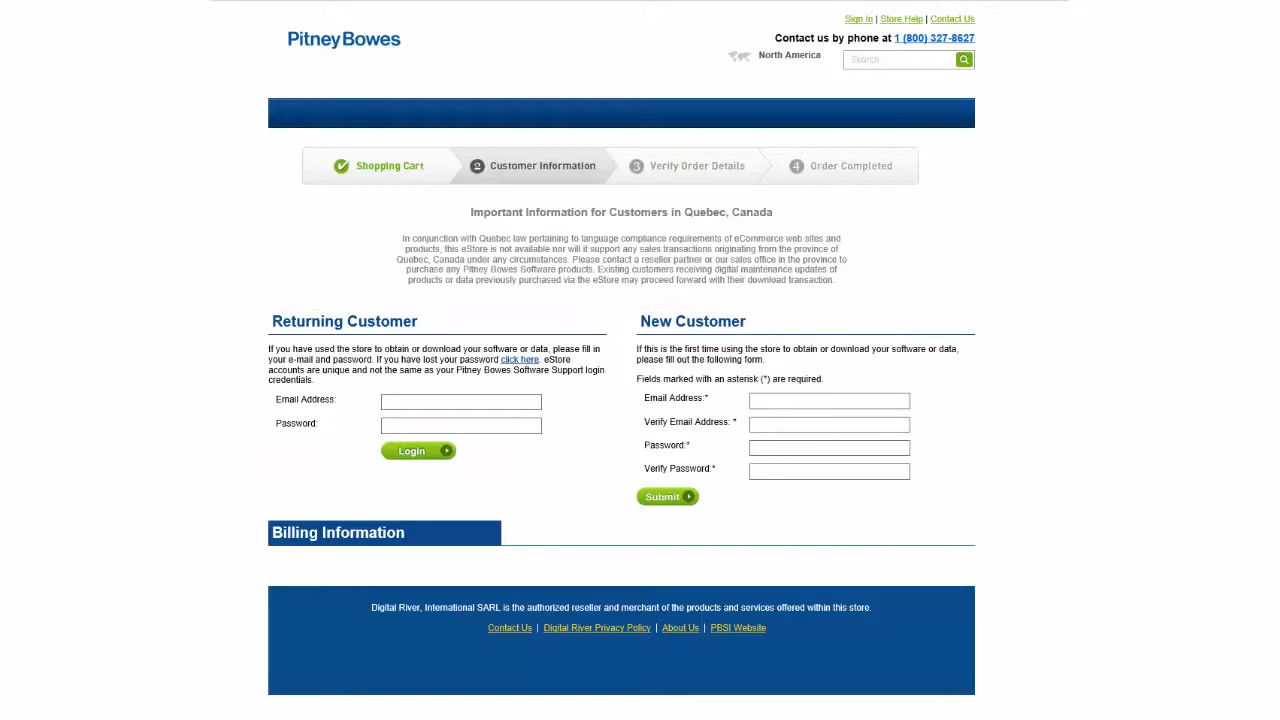 Sign In | Store Help | Contact Us
Pitney Bowes
Contact us by phone at 1 (800) 327-8627
North America
Search
Shopping Cart
2 Customer Information
3 Verify Order Details
4 Order Completed
Important Information for Customers in Quebec, Canada
In conjunction with Quebec law pertaining to language compliance requirements of eCommerce web sites and
products, this eStore is not available nor will it support any sales transactions originating from the province of
Quebec, Canada under any circumstances. Please contact a reseller partner or our sales office in the province to
purchase any Pitney Bowes Software products. Existing customers receiving digital maintenance updates of
products or data previously purchased via the eStore may proceed forward with their download transaction.
Returning Customer
If you have used the store to obtain or download your software or data, please fill in
your e-mail and password. If you have lost your password click here. eStore
accounts are unique and not the same as your Pitney Bowes Software Support login
credentials.
Email Address:
Password:
Login
New Customer
If this is the first time using the store to obtain or download your software or data,
please fill out the following form.
Fields marked with an asterisk (*) are required.
Email Address:*
Verify Email Address: *
Password:*
Verify Password:*
Submit
Billing Information
Digital River, International SARL is the authorized reseller and merchant of the products and services offered within this store.
Contact Us | Digital River Privacy Policy | About Us | PBSI Website